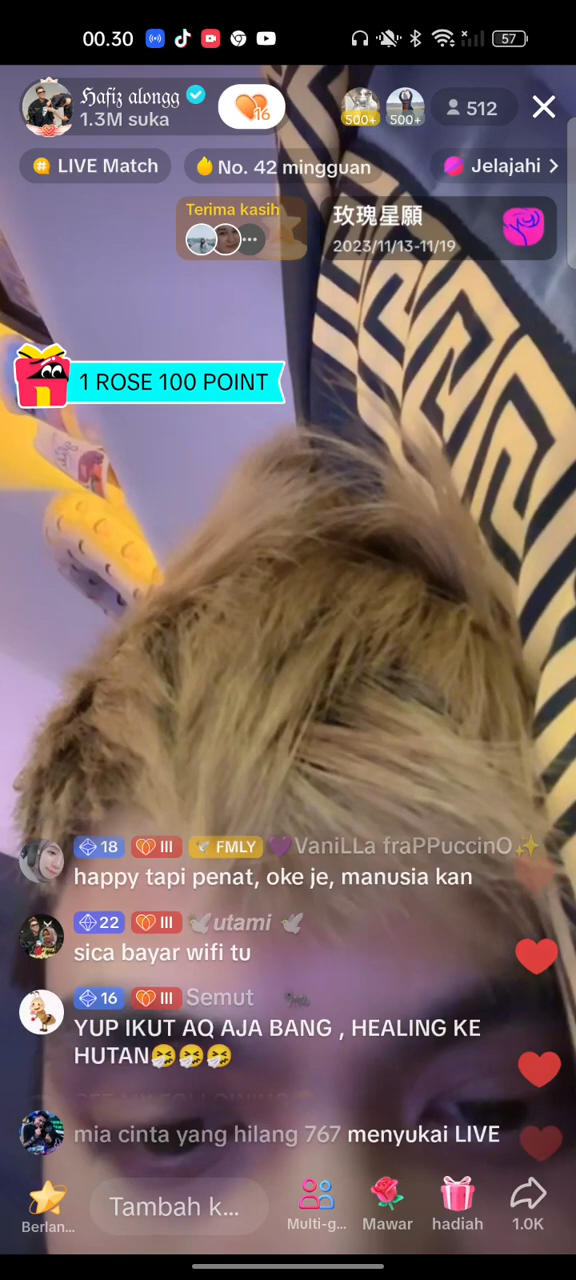 00.30
57
ℌ𝔞𝔣𝔦𝔷 𝔞𝔩𝔬𝔫𝔤𝔤
1.3M suka
16
500+
500+
512
LIVE Match
No. 42 mingguan
Jelajahi >
Terima kasih
玫瑰星願
2023/11/13-11/19
1 ROSE 100 POINT
18 III FMLY VaniLLa fraPPuccinO
happy tapi penat, oke je, manusia kan
22 III utami
sica bayar wifi tu
16 III Semut
YUP IKUT AQ AJA BANG , HEALING KE
HUTAN🤧🤧🤧
mia cinta yang hilang 767 menyukai LIVE
Berlan...
Tambah k...
Multi-g...
Mawar
hadiah
1.0K